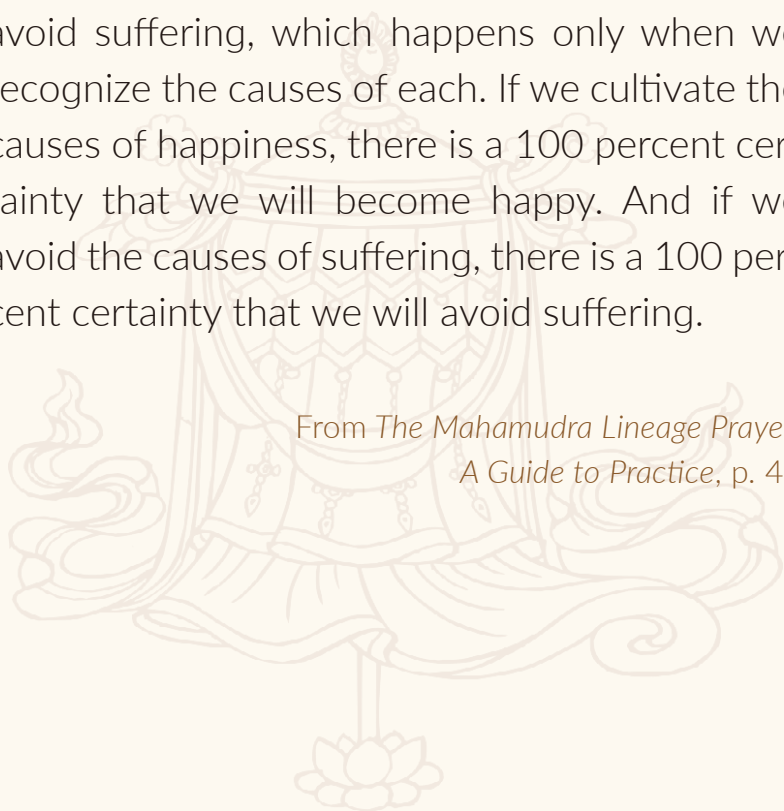 avoid suffering, which happens only when we
recognize the causes of each. If we cultivate the
causes of happiness, there is a 100 percent cer
tainty that we will become happy. And if we
avoid the causes of suffering, there is a 100 per
cent certainty that we will avoid suffering.
From The Mahamudra Lineage Praye
A Guide to Practice, p. 4